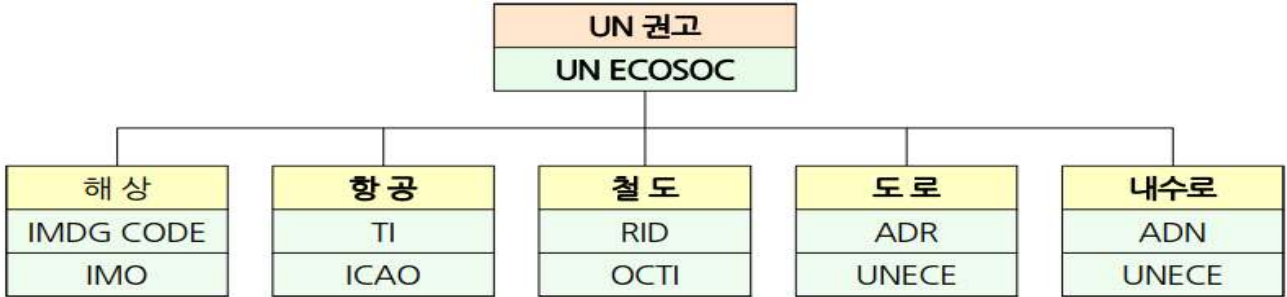 UN 권고
UN ECOSOC
해 상 항 공 철 도 도 로 내수로
IMDG CODE TI RID ADR ADN
IMO ICAO OCTI UNECE UNECE